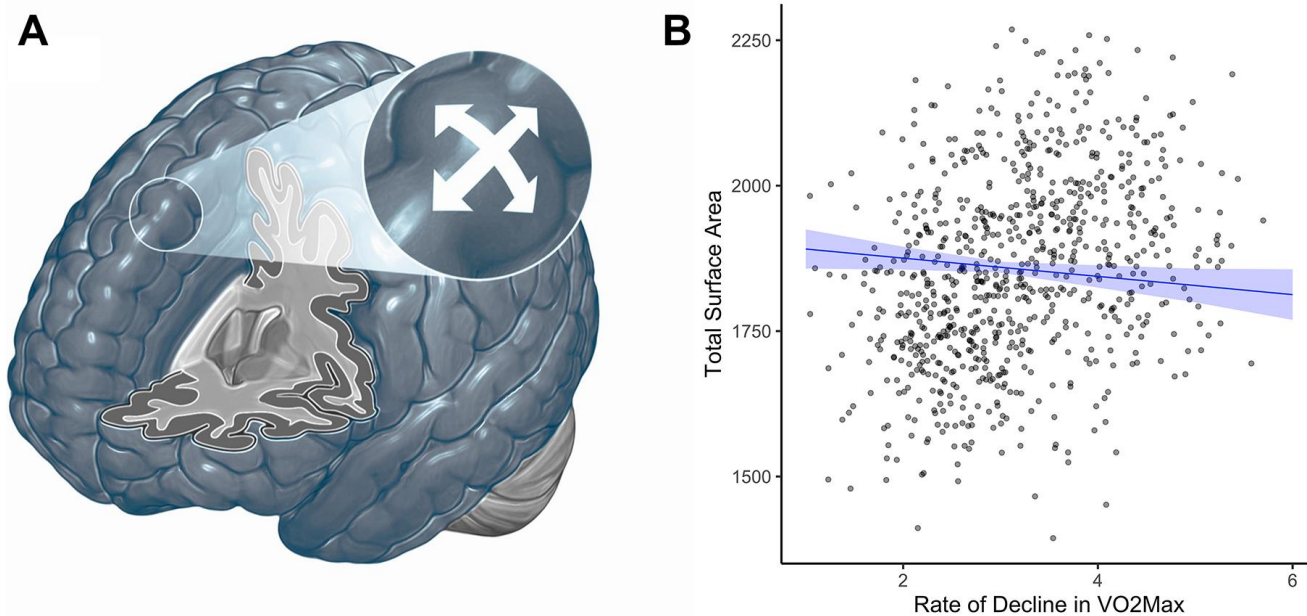 A
B
2250
2000
1750
1500
Total Surface Area
2
4
6
Rate of Decline in VO2Max